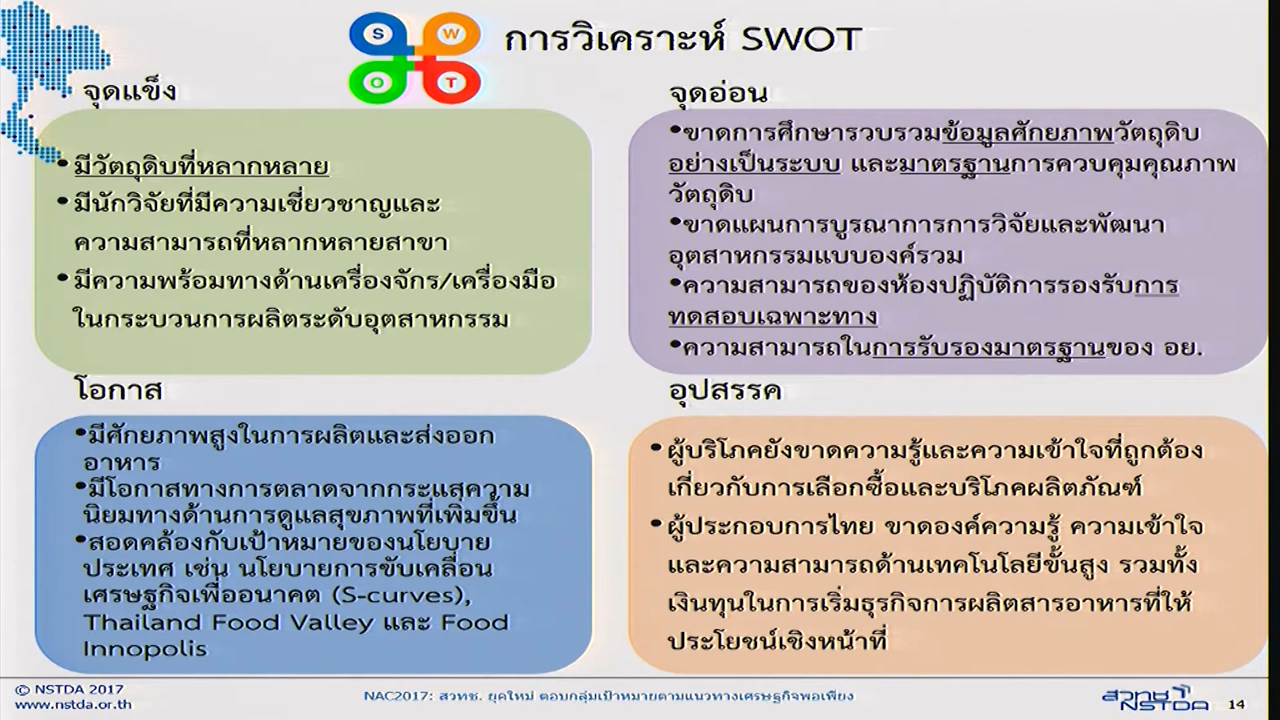 S W O T
การวิเคราะห์ SWOT
จุดแข็ง
•มีวัตถุดิบที่หลากหลาย
•มีนักวิจัยที่มีความเชี่ยวชาญและ
ความสามารถที่หลากหลายสาขา
•มีความพร้อมทางด้านเครื่องจักร/เครื่องมือ
ในกระบวนการผลิตระดับอุตสาหกรรม
จุดอ่อน
•ขาดการศึกษารวบรวมข้อมูลศักยภาพวัตถุดิบ
อย่างเป็นระบบ และมาตรฐานการควบคุมคุณภาพ
วัตถุดิบ
•ขาดแผนการบูรณาการการวิจัยและพัฒนา
อุตสาหกรรมแบบองค์รวม
•ความสามารถของห้องปฏิบัติการรองรับการ
ทดสอบเฉพาะทาง
•ความสามารถในการรับรองมาตรฐานของ อย.
โอกาส
•มีศักยภาพสูงในการผลิตและส่งออก
อาหาร
•มีโอกาสทางการตลาดจากกระแสความ
นิยมทางด้านการดูแลสุขภาพที่เพิ่มขึ้น
•สอดคล้องกับเป้าหมายของนโยบาย
ประเทศ เช่น นโยบายการขับเคลื่อน
เศรษฐกิจเพื่ออนาคต (S-curves),
Thailand Food Valley และ Food
Innopolis
อุปสรรค
•ผู้บริโภคยังขาดความรู้และความเข้าใจที่ถูกต้อง
เกี่ยวกับการเลือกซื้อและบริโภคผลิตภัณฑ์
•ผู้ประกอบการไทย ขาดองค์ความรู้ ความเข้าใจ
และความสามารถด้านเทคโนโลยีขั้นสูง รวมทั้ง
เงินทุนในการเริ่มธุรกิจการผลิตสารอาหารที่ให้
ประโยชน์เชิงหน้าที่
© NSTDA 2017
www.nstda.or.th
NAC2017: สวทช. ยุคใหม่ ตอบกลุ่มเป้าหมายตามแนวทางเศรษฐกิจพอเพียง
สวทช
NSTDA
14